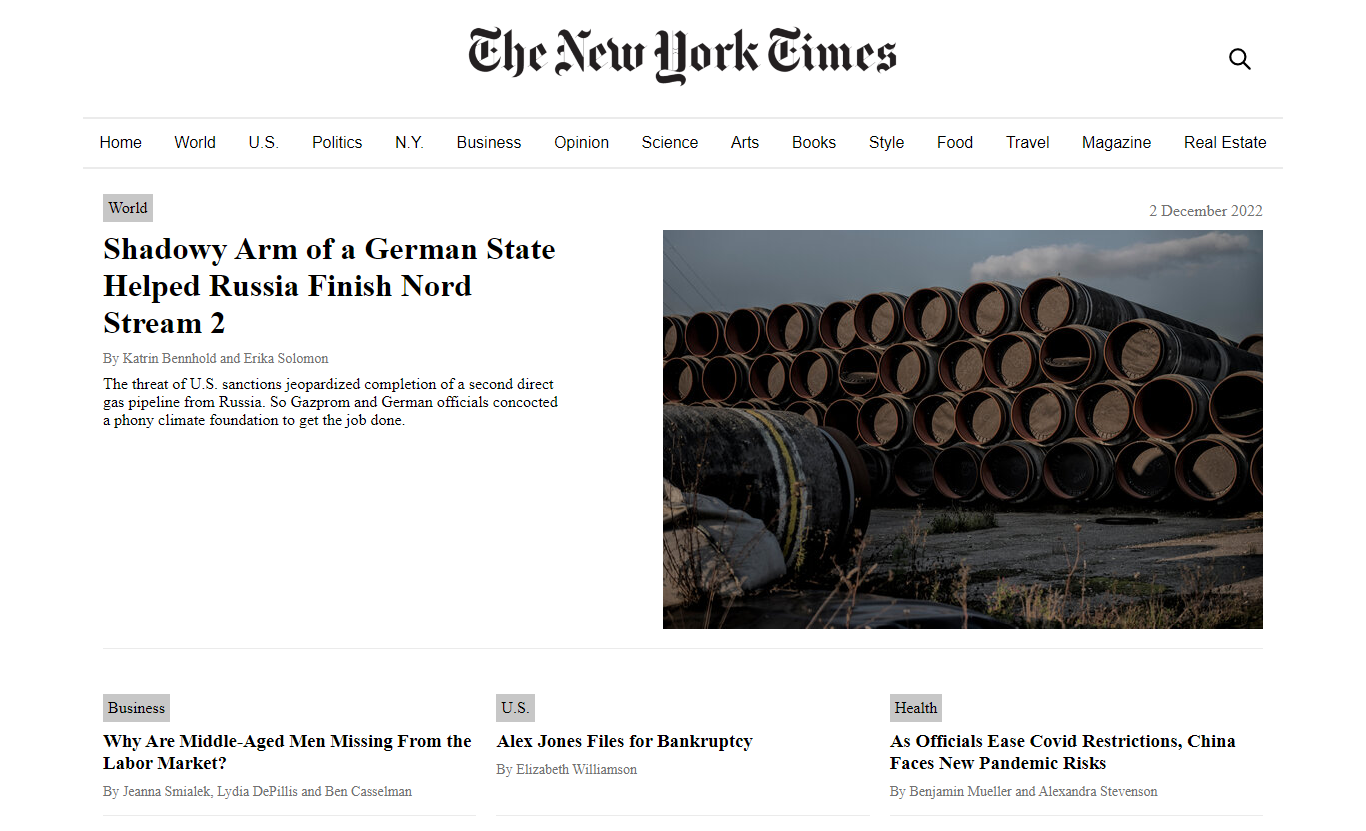 The New York Times
Home World U.S. Politics N.Y. Business Opinion Science Arts Books Style Food Travel Magazine Real Estate
World
2 December 2022
Shadowy Arm of a German State
Helped Russia Finish Nord
Stream 2
By Katrin Bennhold and Erika Solomon
The threat of U.S. sanctions jeopardized completion of a second direct
gas pipeline from Russia. So Gazprom and German officials concocted
a phony climate foundation to get the job done.
Business
Why Are Middle-Aged Men Missing From the
Labor Market?
By Jeanna Smialek, Lydia DePillis and Ben Casselman
U.S.
Alex Jones Files for Bankruptcy
By Elizabeth Williamson
Health
As Officials Ease Covid Restrictions, China
Faces New Pandemic Risks
By Benjamin Mueller and Alexandra Stevenson